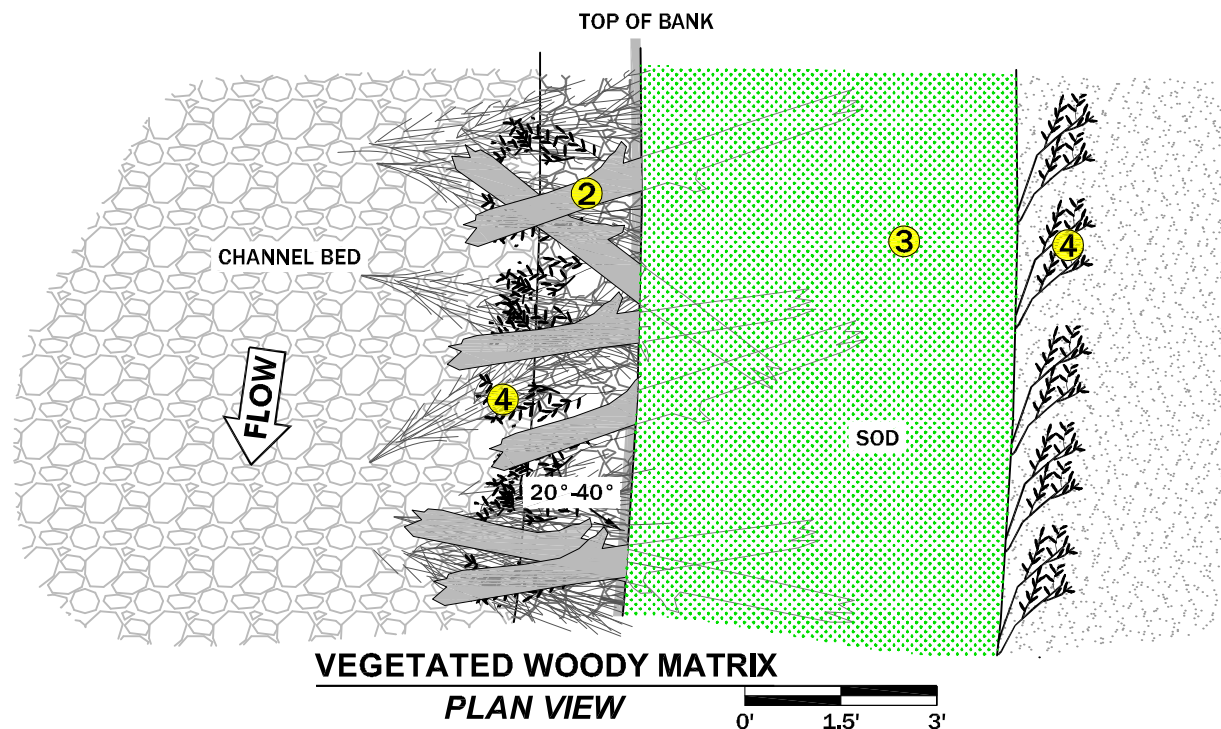 TOP OF BANK
2
3
4
CHANNEL BED
FLOW
4
SOD
20°-40°
VEGETATED WOODY MATRIX
PLAN VIEW
0' 1.5' 3'